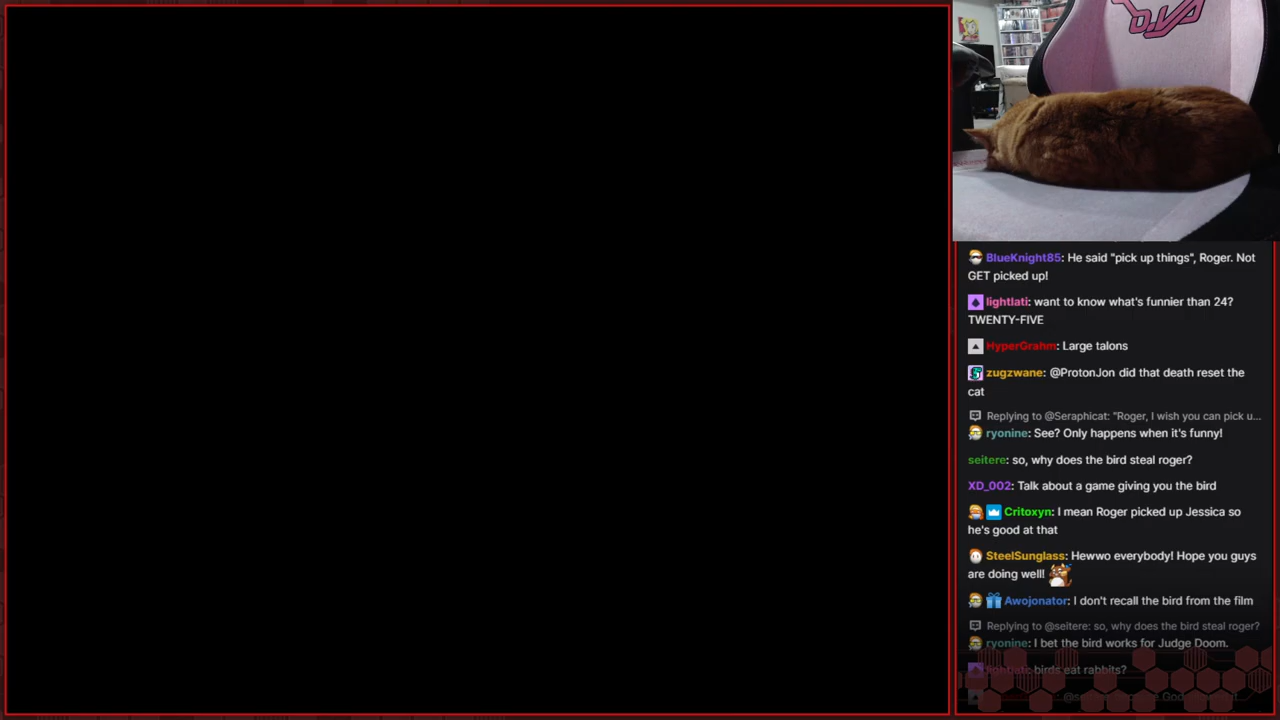 D.VA
BlueKnight85: He said "pick up things", Roger. Not
GET picked up!
lightlati: want to know what's funnier than 24?
TWENTY-FIVE
HyperGrahm: Large talons
zugzwane: @ProtonJon did that death reset the
cat
Replying to @Seraphicat: "Roger, I wish you can pick u...
ryonine: See? Only happens when it's funny!
seitere: so, why does the bird steal roger?
XD_002: Talk about a game giving you the bird
Critoxyn: I mean Roger picked up Jessica so
he's good at that
SteelSunglass: Hewwo everybody! Hope you guys
are doing well!
Awojonator: I don't recall the bird from the film
Replying to @seitere: so, why does the bird steal roger?
ryonine: I bet the bird works for Judge Doom.
lightlati: birds eat rabbits?